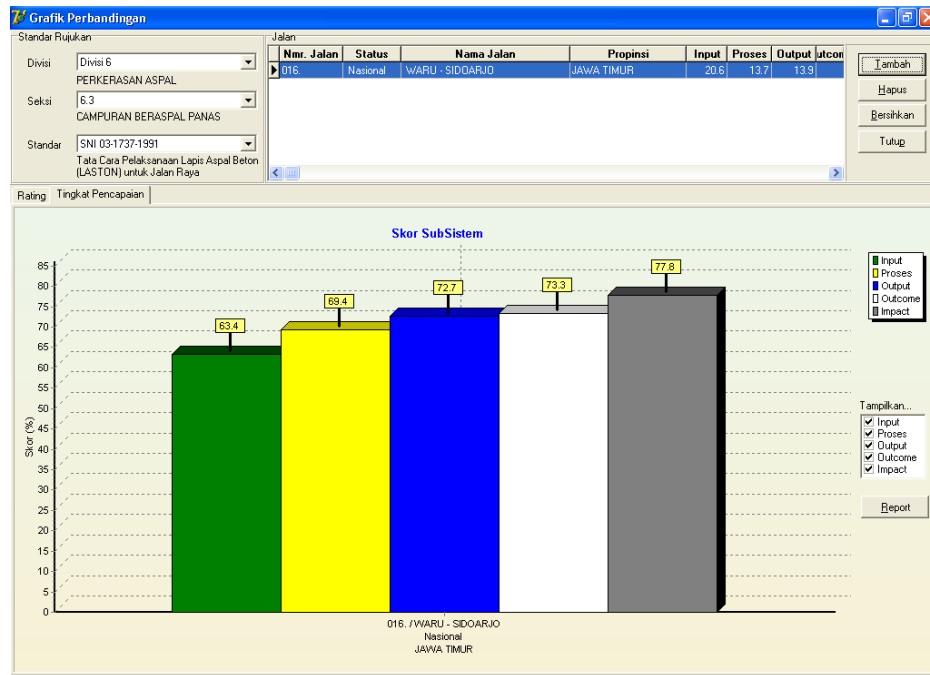 Grafik Perbandingan
Standar Rujukan
Divisi
Divisi 6
PERKERASAN ASPAL
Seksi
6.3
CAMPURAN BERASPAL PANAS
Standar
SNI 03-1737-1991
Tata Cara Pelaksanaan Lapis Aspal Beton
(LASTON) untuk Jalan Raya
Jalan
Nmr. Jalan Status Nama Jalan Propinsi Input Proses Output utcon
016. Nasional WARU - SIDOARJO JAWA TIMUR 20.6 13.7 13.9
Tambah
Hapus
Bersihkan
Tutup
Rating Tingkat Pencapaian
Skor SubSistem
Skor (%)
85
80
75
70
65
60
55
50
45
40
35
30
25
20
15
10
5
0
63.4
69.4
72.7
73.3
77.8
016. / WARU - SIDOARJO
Nasional
JAWA TIMUR
Input
Proses
Output
Outcome
Impact
Tampilkan...
Input
Proses
Output
Outcome
Impact
Report